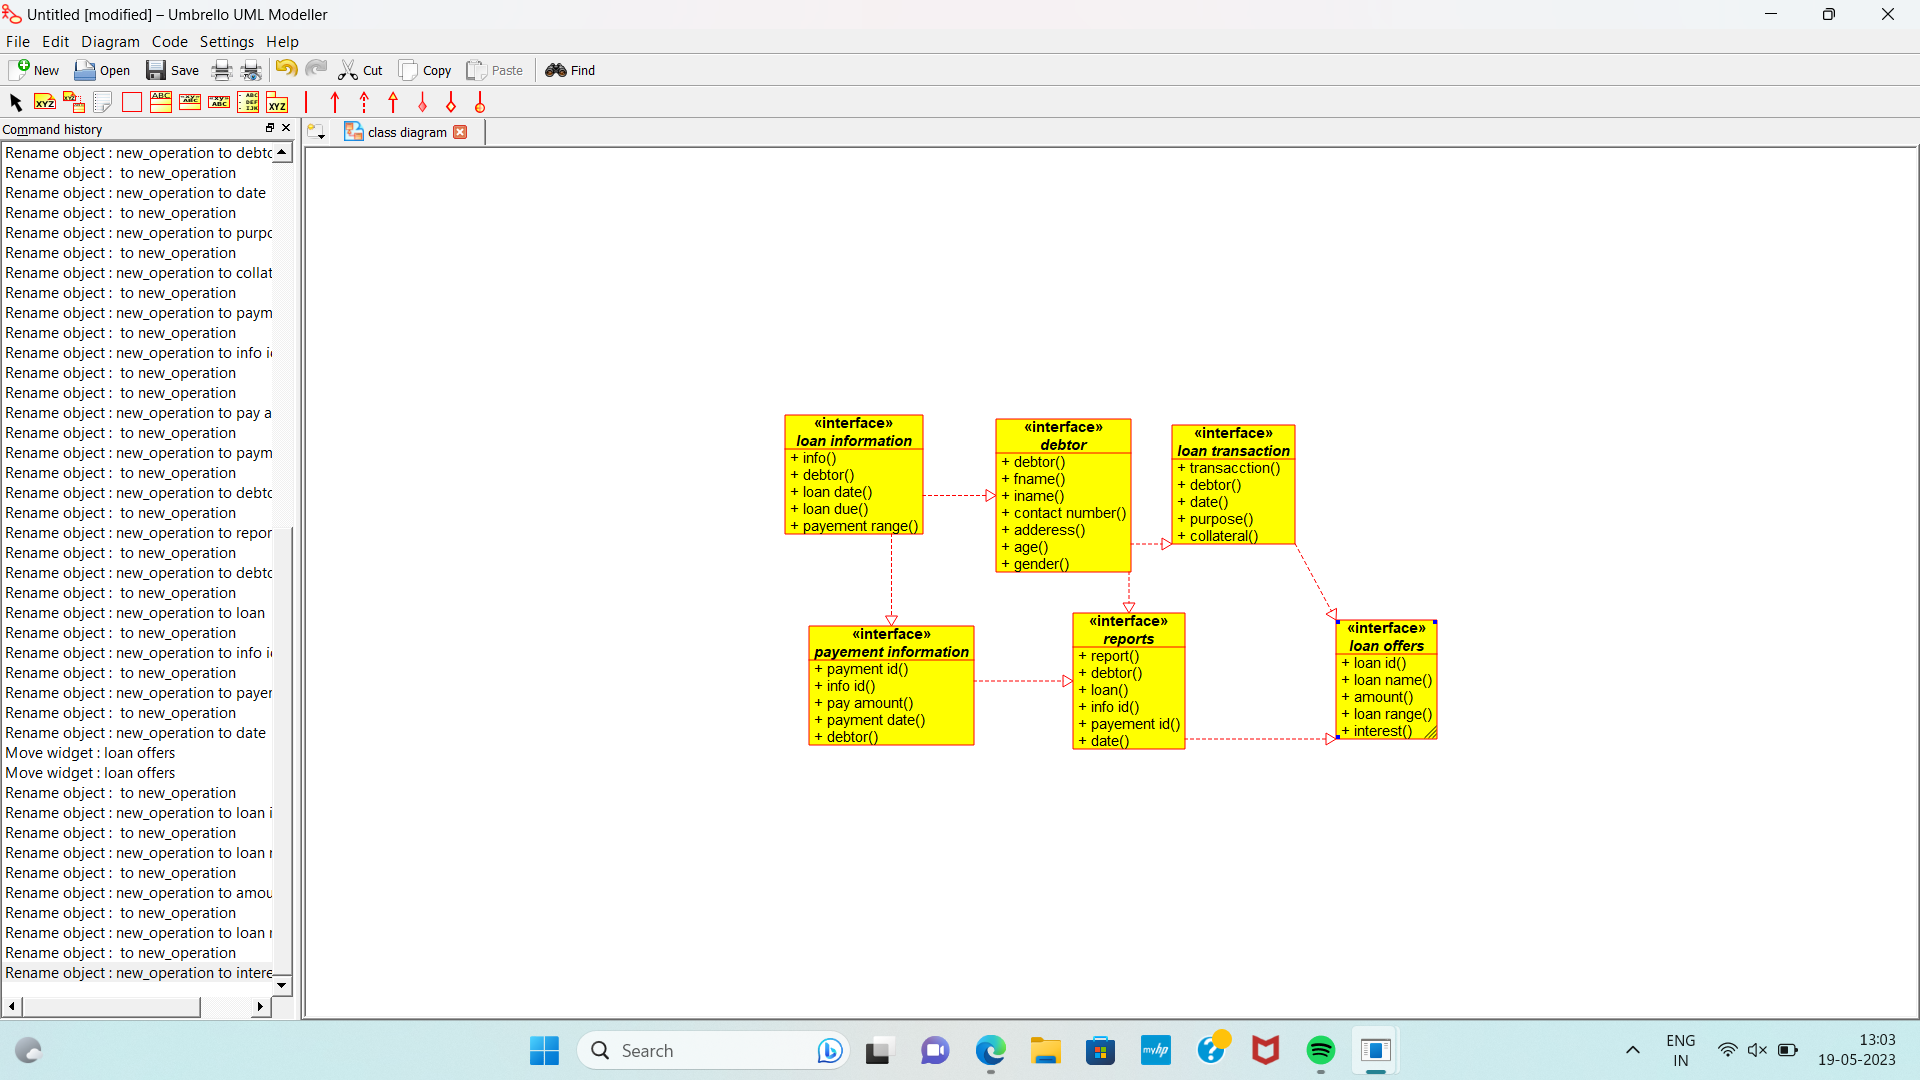 Untitled [modified] – Umbrello UML Modeller
File Edit Diagram Code Settings Help
New Open Save Cut Copy Paste Find
XYZ XYZ ABC XYZ ABC XYZ ABC ABC DEF IJK XYZ
Command history
class diagram
Rename object : new_operation to debtc
Rename object :  to new_operation
Rename object : new_operation to date
Rename object :  to new_operation
Rename object : new_operation to purpc
Rename object :  to new_operation
Rename object : new_operation to collat
Rename object :  to new_operation
Rename object : new_operation to paym
Rename object :  to new_operation
Rename object : new_operation to info i
Rename object :  to new_operation
Rename object :  to new_operation
Rename object : new_operation to pay a
Rename object :  to new_operation
Rename object : new_operation to paym
Rename object :  to new_operation
Rename object : new_operation to debtc
Rename object :  to new_operation
Rename object : new_operation to repor
Rename object :  to new_operation
Rename object : new_operation to debtc
Rename object :  to new_operation
Rename object : new_operation to loan
Rename object :  to new_operation
Rename object : new_operation to info i
Rename object :  to new_operation
Rename object : new_operation to payer
Rename object :  to new_operation
Rename object : new_operation to date
Move widget : loan offers
Move widget : loan offers
Rename object :  to new_operation
Rename object : new_operation to loan i
Rename object :  to new_operation
Rename object : new_operation to loan r
Rename object :  to new_operation
Rename object : new_operation to amou
Rename object :  to new_operation
Rename object : new_operation to loan r
Rename object :  to new_operation
Rename object : new_operation to intere
«interface»
loan information
+ info()
+ debtor()
+ loan date()
+ loan due()
+ payement range()
«interface»
debtor
+ debtor()
+ fname()
+ iname()
+ contact number()
+ adderess()
+ age()
+ gender()
«interface»
loan transaction
+ transacction()
+ debtor()
+ date()
+ purpose()
+ collateral()
«interface»
payement information
+ payment id()
+ info id()
+ pay amount()
+ payment date()
+ debtor()
«interface»
reports
+ report()
+ debtor()
+ loan()
+ info id()
+ payement id()
+ date()
«interface»
loan offers
+ loan id()
+ loan name()
+ amount()
+ loan range()
+ interest()
Search
myhp
ENG
IN
13:03
19-05-2023